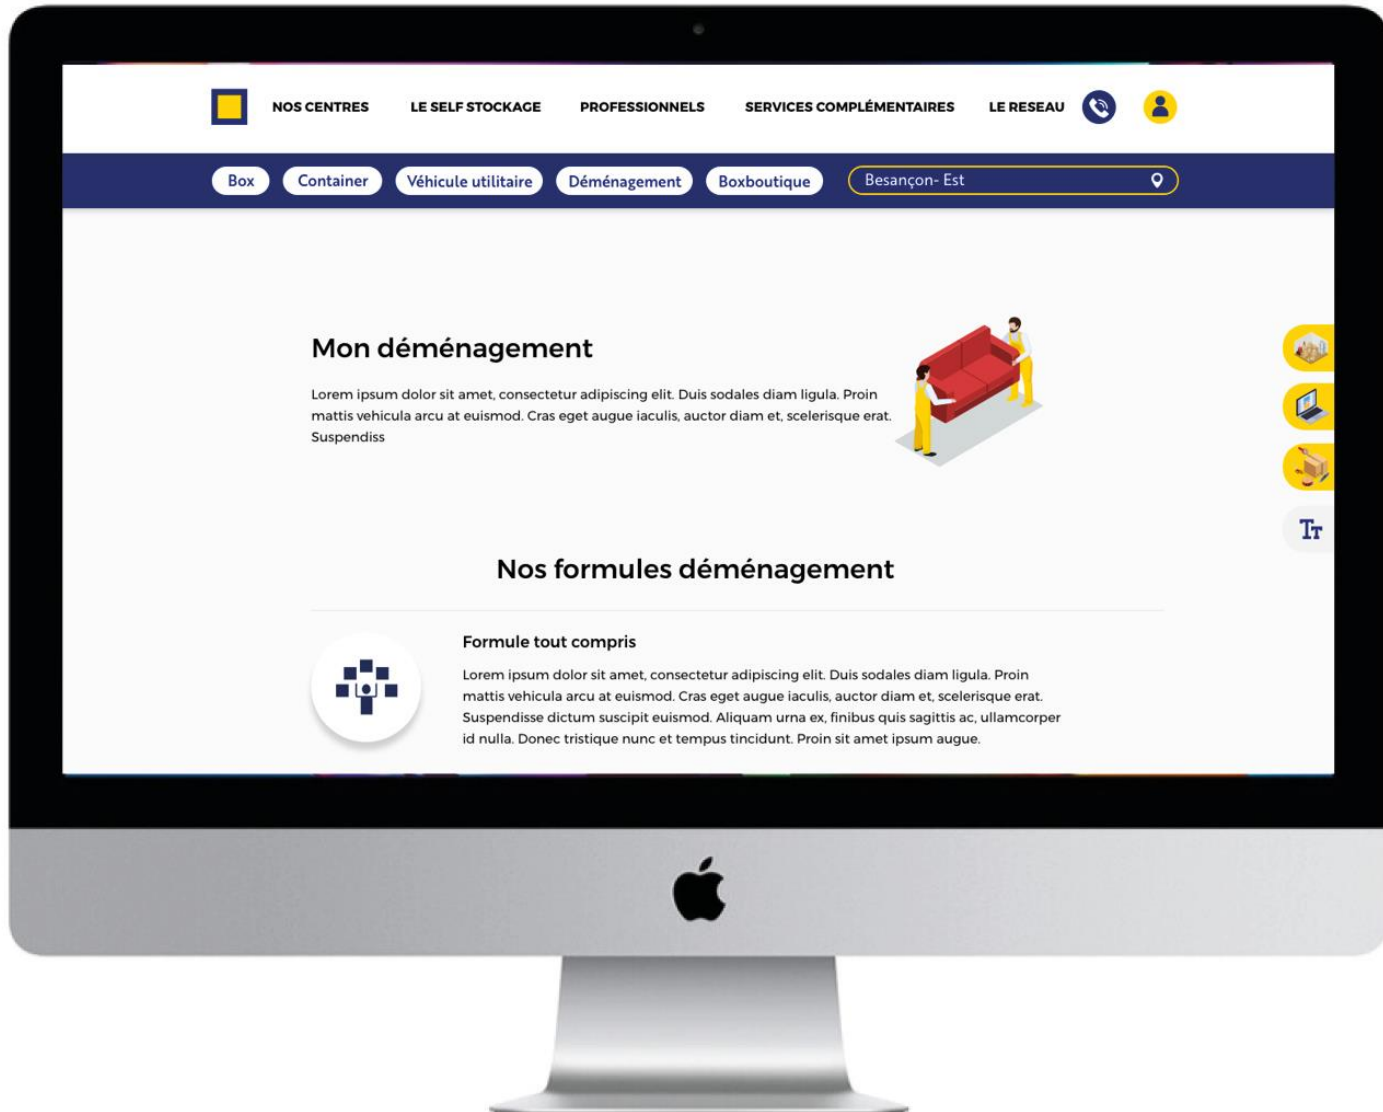 NOS CENTRES LE SELF STOCKAGE PROFESSIONNELS SERVICES COMPLÉMENTAIRES LE RESEAU
Box Container Véhicule utilitaire Déménagement Boxboutique Besançon- Est
Mon déménagement
Lorem ipsum dolor sit amet, consectetur adipiscing elit. Duis sodales diam ligula. Proin
mattis vehicula arcu at euismod. Cras eget augue iaculis, auctor diam et, scelerisque erat.
Suspendiss
TT
Nos formules déménagement
Formule tout compris
Lorem ipsum dolor sit amet, consectetur adipiscing elit. Duis sodales diam ligula. Proin
mattis vehicula arcu at euismod. Cras eget augue iaculis, auctor diam et, scelerisque erat.
Suspendisse dictum suscipit euismod. Aliquam urna ex, finibus quis sagittis ac, ullamcorper
id nulla. Donec tristique nunc et tempus tincidunt. Proin sit amet ipsum augue.